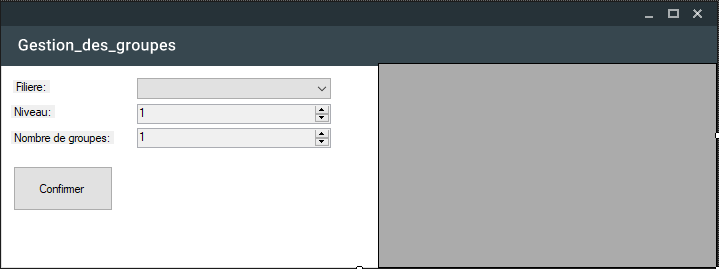 Gestion_des_groupes
Filiere:
Niveau: 1
Nombre de groupes: 1
Confirmer